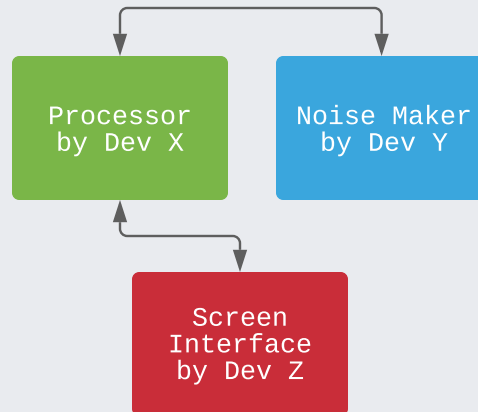 Processor
by Dev X
Noise Maker
by Dev Y
Screen
Interface
by Dev Z